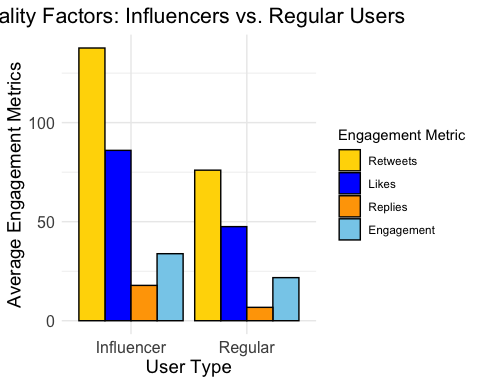 ality Factors: Influencers vs. Regular Users
Average Engagement Metrics
100
50
0
Influencer
Regular
User Type
Engagement Metric
Retweets
Likes
Replies
Engagement